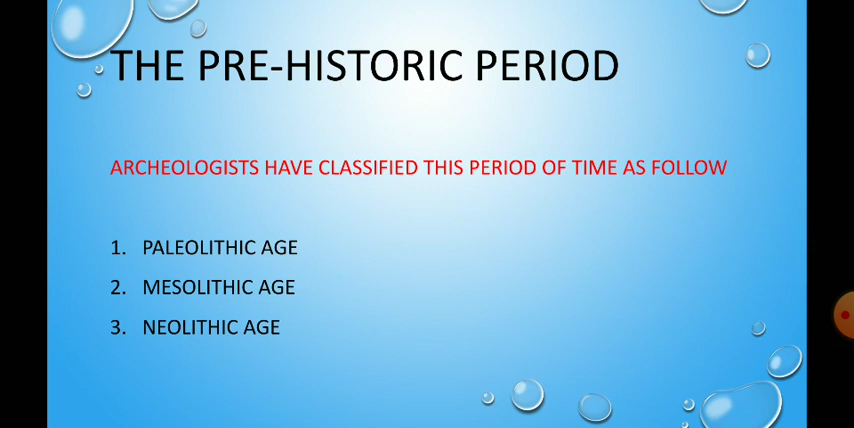 THE PRE-HISTORIC PERIOD
ARCHEOLOGISTS HAVE CLASSIFIED THIS PERIOD OF TIME AS FOLLOW
1. PALEOLITHIC AGE
2. MESOLITHIC AGE
3. NEOLITHIC AGE